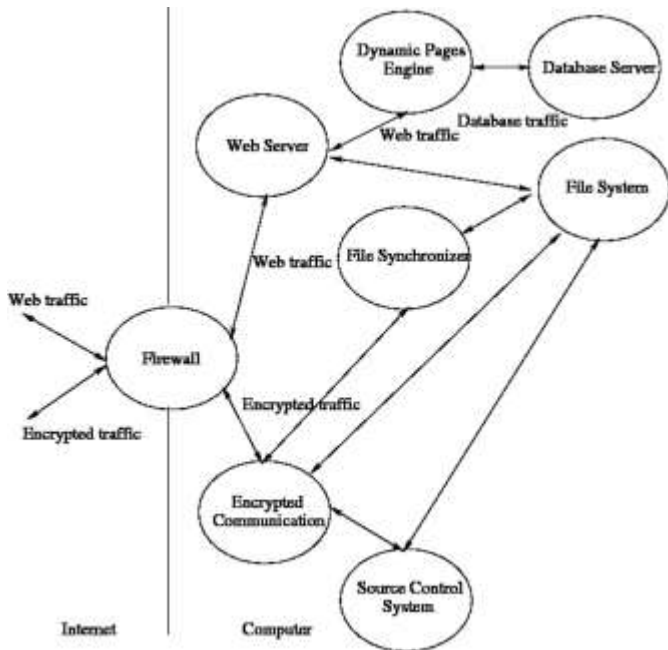 Dynamic Pages
Engine
Database Server
Database traffic
Web traffic
Web Server
File System
File Synchronizer
Web traffic
Web traffic
Firewall
Encrypted traffic
Encrypted traffic
Encrypted
Communication
Source Control
System
Internet
Computer